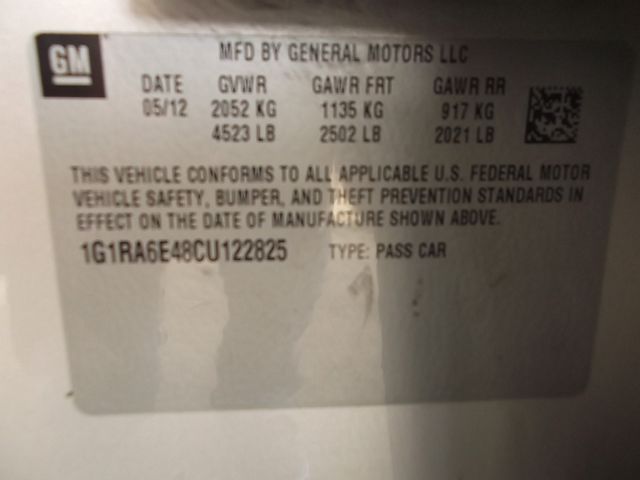 GM
MFD BY GENERAL MOTORS LLC
DATE GVWR GAWR FRT GAWR RR
05/12 2052 KG 1135 KG 917 KG
4523 LB 2502 LB 2021 LB
THIS VEHICLE CONFORMS TO ALL APPLICABLE U.S. FEDERAL MOTOR
VEHICLE SAFETY, BUMPER, AND THEFT PREVENTION STANDARDS IN
EFFECT ON THE DATE OF MANUFACTURE SHOWN ABOVE.
1G1RA6E48CU122825 TYPE: PASS CAR